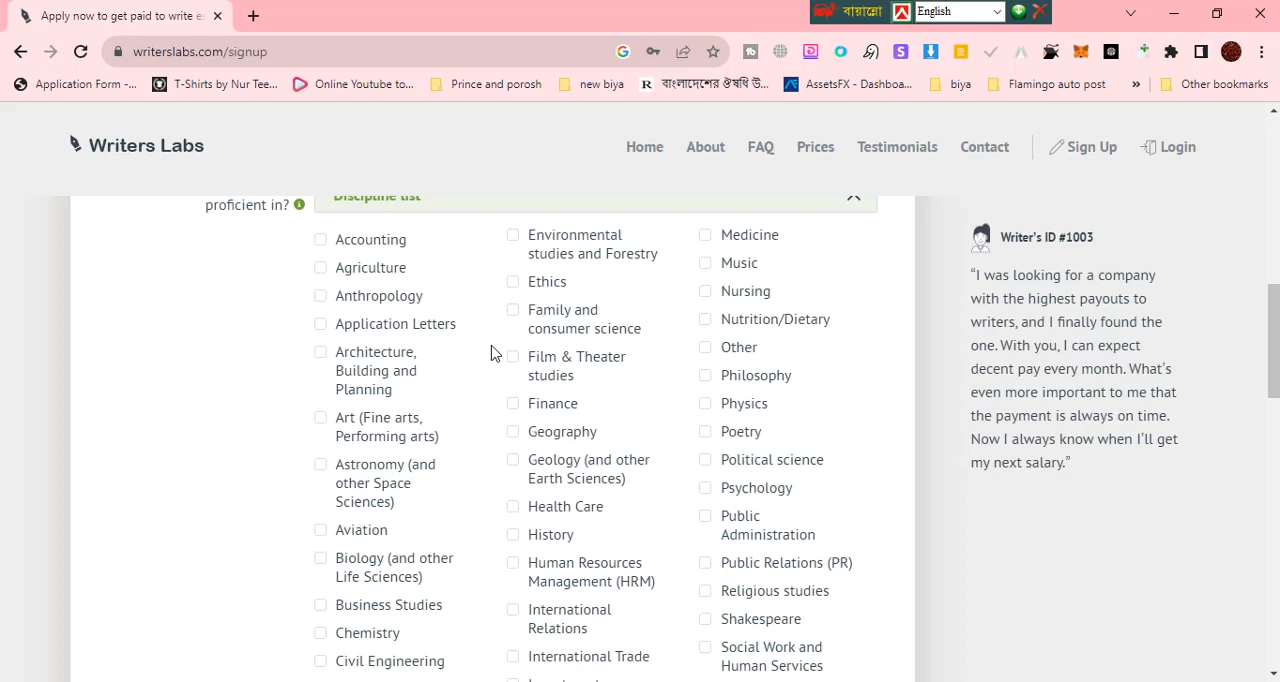 Apply now to get paid to write a
বায়ান্নো
English
writerslabs.com/signup
Application Form -...
T-Shirts by Nur Tee...
Online Youtube to...
Prince and porosh
new biya
বাংলাদেশের ঔষধি উ...
AssetsFX - Dashboa...
biya
Flamingo auto post
»
Other bookmarks
Writers Labs
Home
About
FAQ
Prices
Testimonials
Contact
Sign Up
Login
proficient in?
Discipline list
Accounting
Agriculture
Anthropology
Application Letters
Architecture,
Building and
Planning
Art (Fine arts,
Performing arts)
Astronomy (and
other Space
Sciences)
Aviation
Biology (and other
Life Sciences)
Business Studies
Chemistry
Civil Engineering
Environmental
studies and Forestry
Ethics
Family and
consumer science
Film & Theater
studies
Finance
Geography
Geology (and other
Earth Sciences)
Health Care
History
Human Resources
Management (HRM)
International
Relations
International Trade
Medicine
Music
Nursing
Nutrition/Dietary
Other
Philosophy
Physics
Poetry
Political science
Psychology
Public
Administration
Public Relations (PR)
Religious studies
Shakespeare
Social Work and
Human Services
Writer's ID #1003
“I was looking for a company
with the highest payouts to
writers, and I finally found the
one. With you, I can expect
decent pay every month. What's
even more important to me that
the payment is always on time.
Now I always know when I'll get
my next salary.”